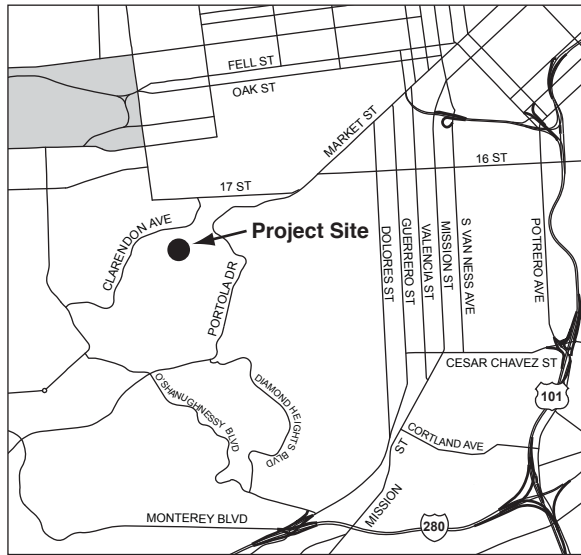 FELL ST
OAK ST
MARKET ST
16 ST
17 ST
CLARENDON AVE
Project Site
PORTOLA DR
DOLORES ST
GUERRERO ST
VALENCIA ST
MISSION ST
S VAN NESS AVE
POTRERO AVE
CESAR CHAVEZ ST
101
O'SHAUGHNESSY BLVD
DIAMOND HEIGHTS BLVD
CORTLAND AVE
MISSION ST
MONTEREY BLVD
280